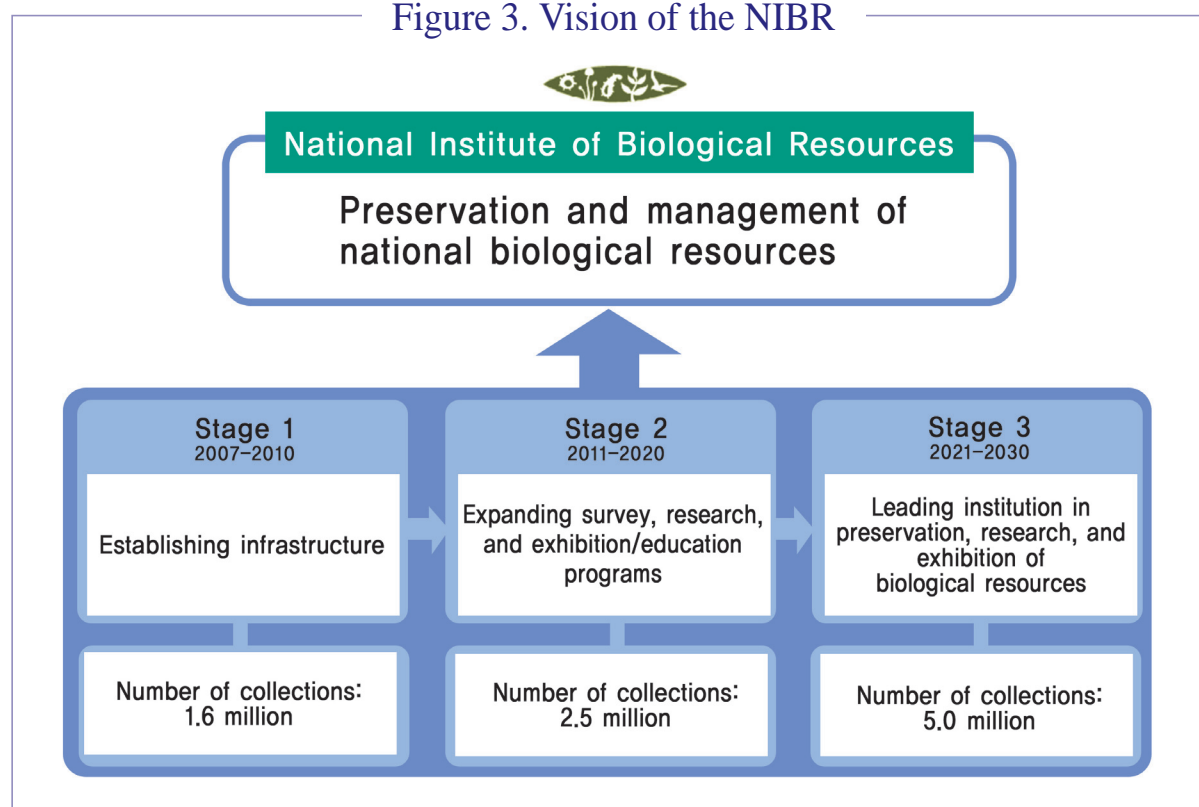 Figure 3. Vision of the NIBR
National Institute of Biological Resources
Preservation and management of
national biological resources
Stage 1
2007-2010
Establishing infrastructure
Number of collections:
1.6 million
Stage 2
2011-2020
Expanding survey, research,
and exhibition/education
programs
Number of collections:
2.5 million
Stage 3
2021-2030
Leading institution in
preservation, research, and
exhibition of
biological resources
Number of collections:
5.0 million